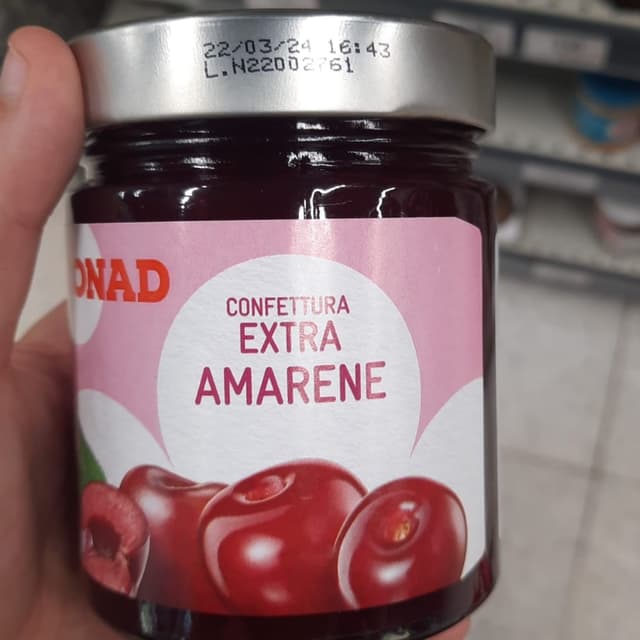 22/03/24 16:43
L.N22002761
ONAD
CONFETTURA
EXTRA
AMARENE